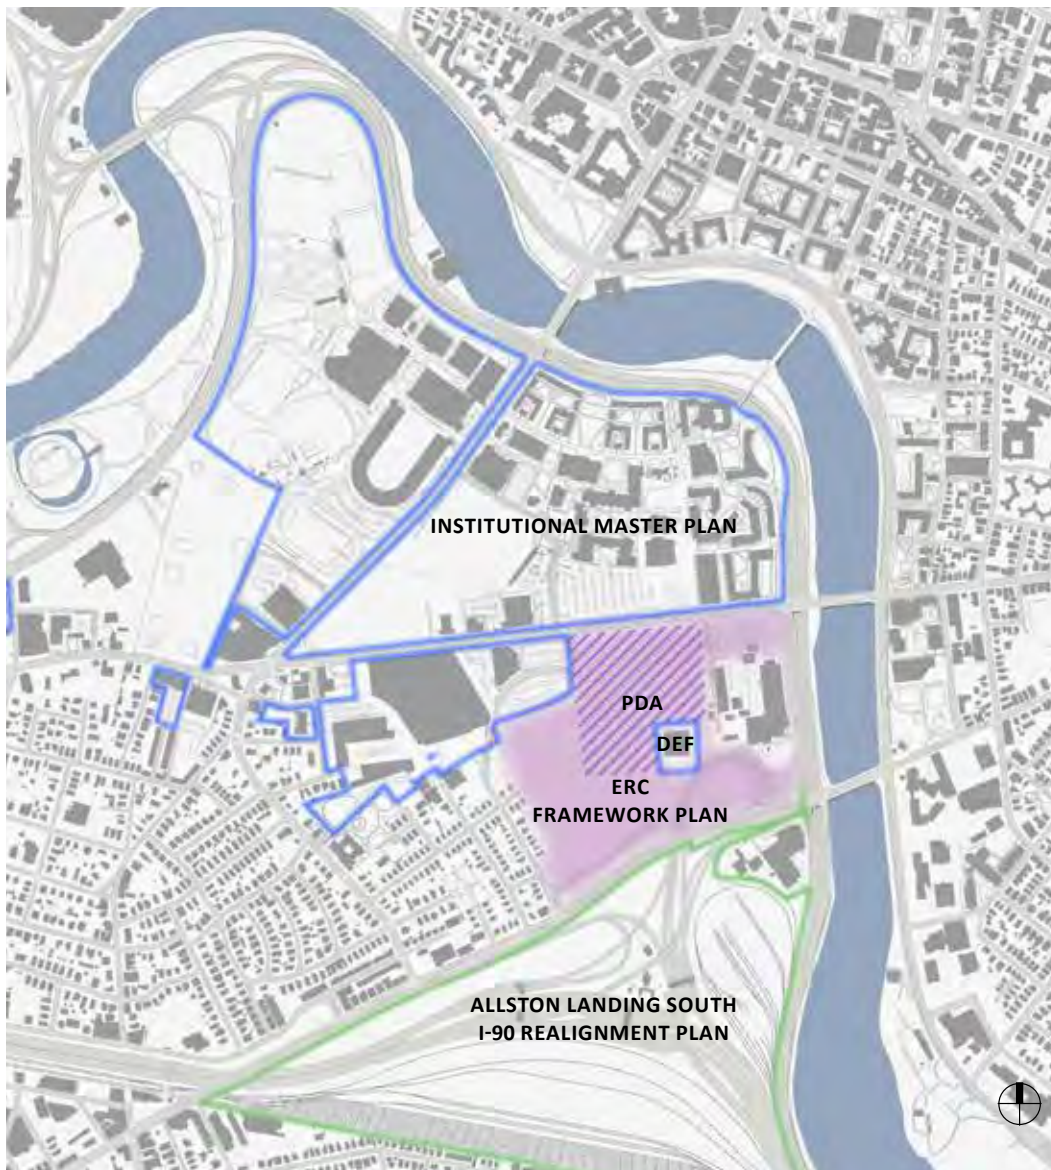 INSTITUTIONAL MASTER PLAN
PDA
DEF
ERC
FRAMEWORK PLAN
ALLSTON LANDING SOUTH
I-90 REALIGNMENT PLAN